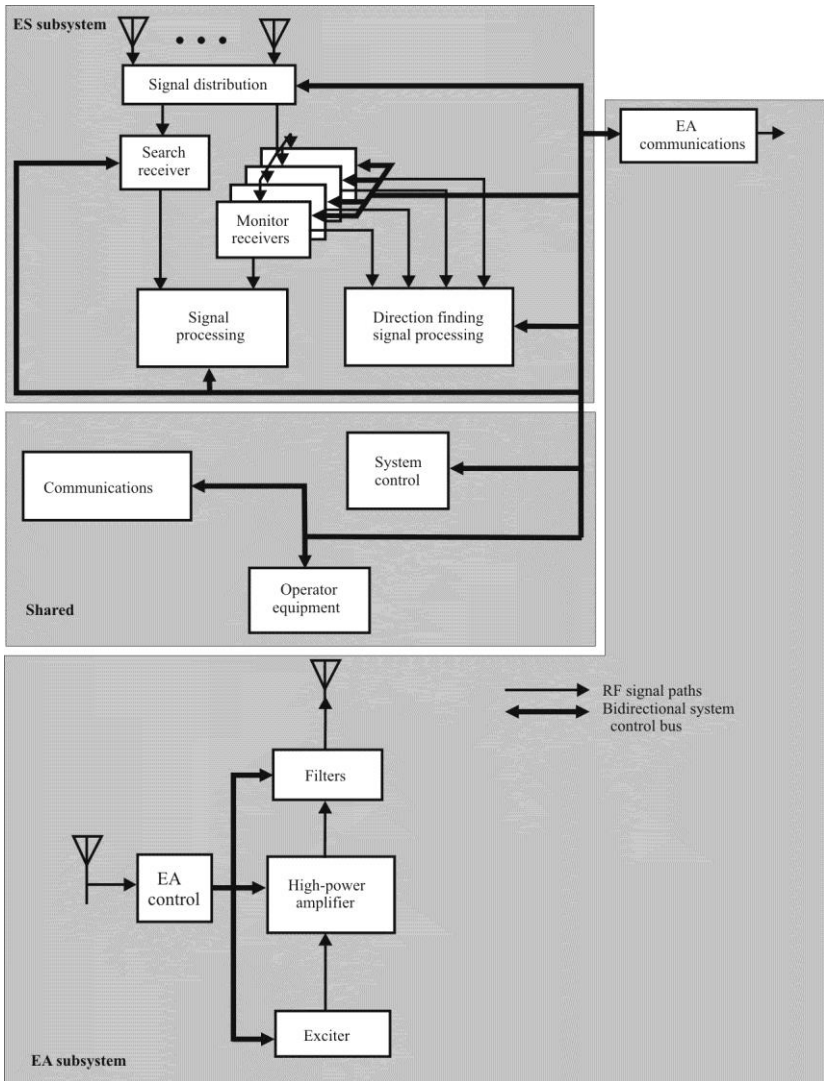 ES subsystem
Signal distribution
EA
communications
Search
receiver
Monitor
receivers
Signal
processing
Direction finding
signal processing
System
control
Communications
Operator
equipment
Shared
RF signal paths
Bidirectional system
control bus
Filters
EA
control
High-power
amplifier
Exciter
EA subsystem